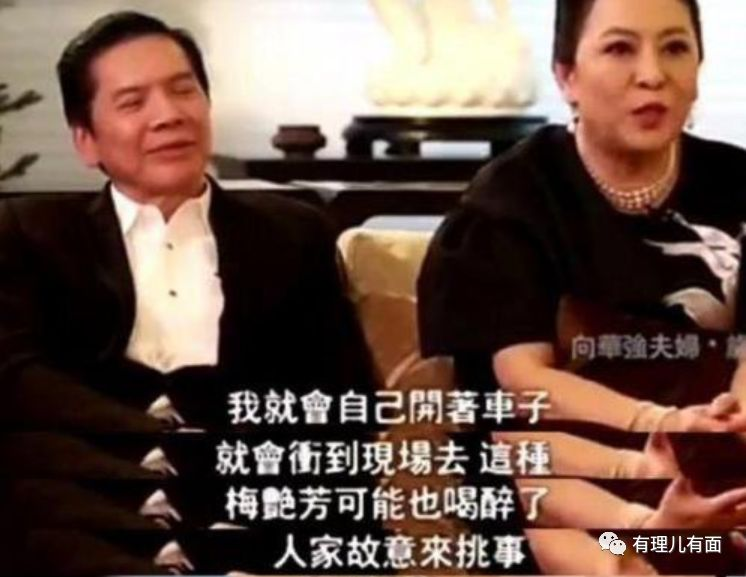 向華強夫婦·
我就會自己開著車子
就會衝到現場去 這種
梅艷芳可能也喝醉了
人家故意來挑事
有理儿有面